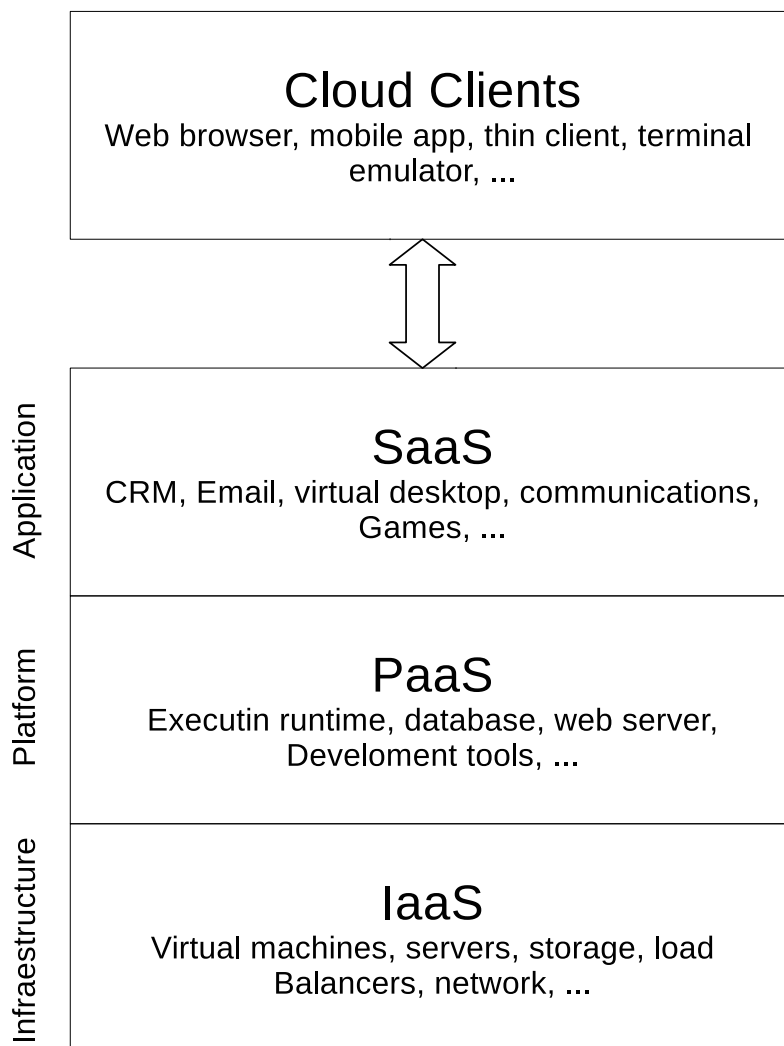 Cloud Clients
Web browser, mobile app, thin client, terminal
emulator, ...
Application
SaaS
CRM, Email, virtual desktop, communications,
Games, ...
Platform
PaaS
Executin runtime, database, web server,
Develoment tools, ...
Infraestructure
IaaS
Virtual machines, servers, storage, load
Balancers, network, ...